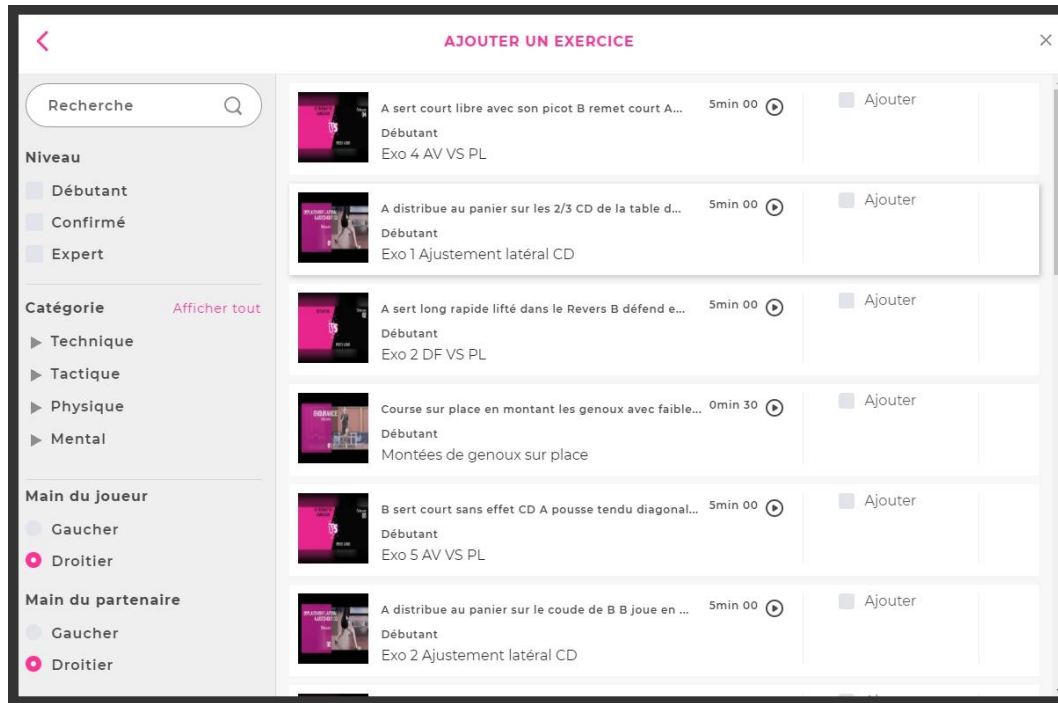 AJOUTER UN EXERCICE
Recherche
Niveau
Débutant
Confirmé
Expert
Catégorie
Afficher tout
Technique
Tactique
Physique
Mental
Main du joueur
Gaucher
Droitier
Main du partenaire
Gaucher
Droitier
A sert court libre avec son picot B remet court A...
5min 00
Ajouter
Débutant
Exo 4 AV VS PL
A distribue au panier sur les 2/3 CD de la table d...
5min 00
Ajouter
Débutant
Exo 1 Ajustement latéral CD
A sert long rapide lifté dans le Revers B défend e...
5min 00
Ajouter
Débutant
Exo 2 DF VS PL
Course sur place en montant les genoux avec faible...
0min 30
Ajouter
Débutant
Montées de genoux sur place
B sert court sans effet CD A pousse tendu diagonal...
5min 00
Ajouter
Débutant
Exo 5 AV VS PL
A distribue au panier sur le coude de B B joue en ...
5min 00
Ajouter
Débutant
Exo 2 Ajustement latéral CD